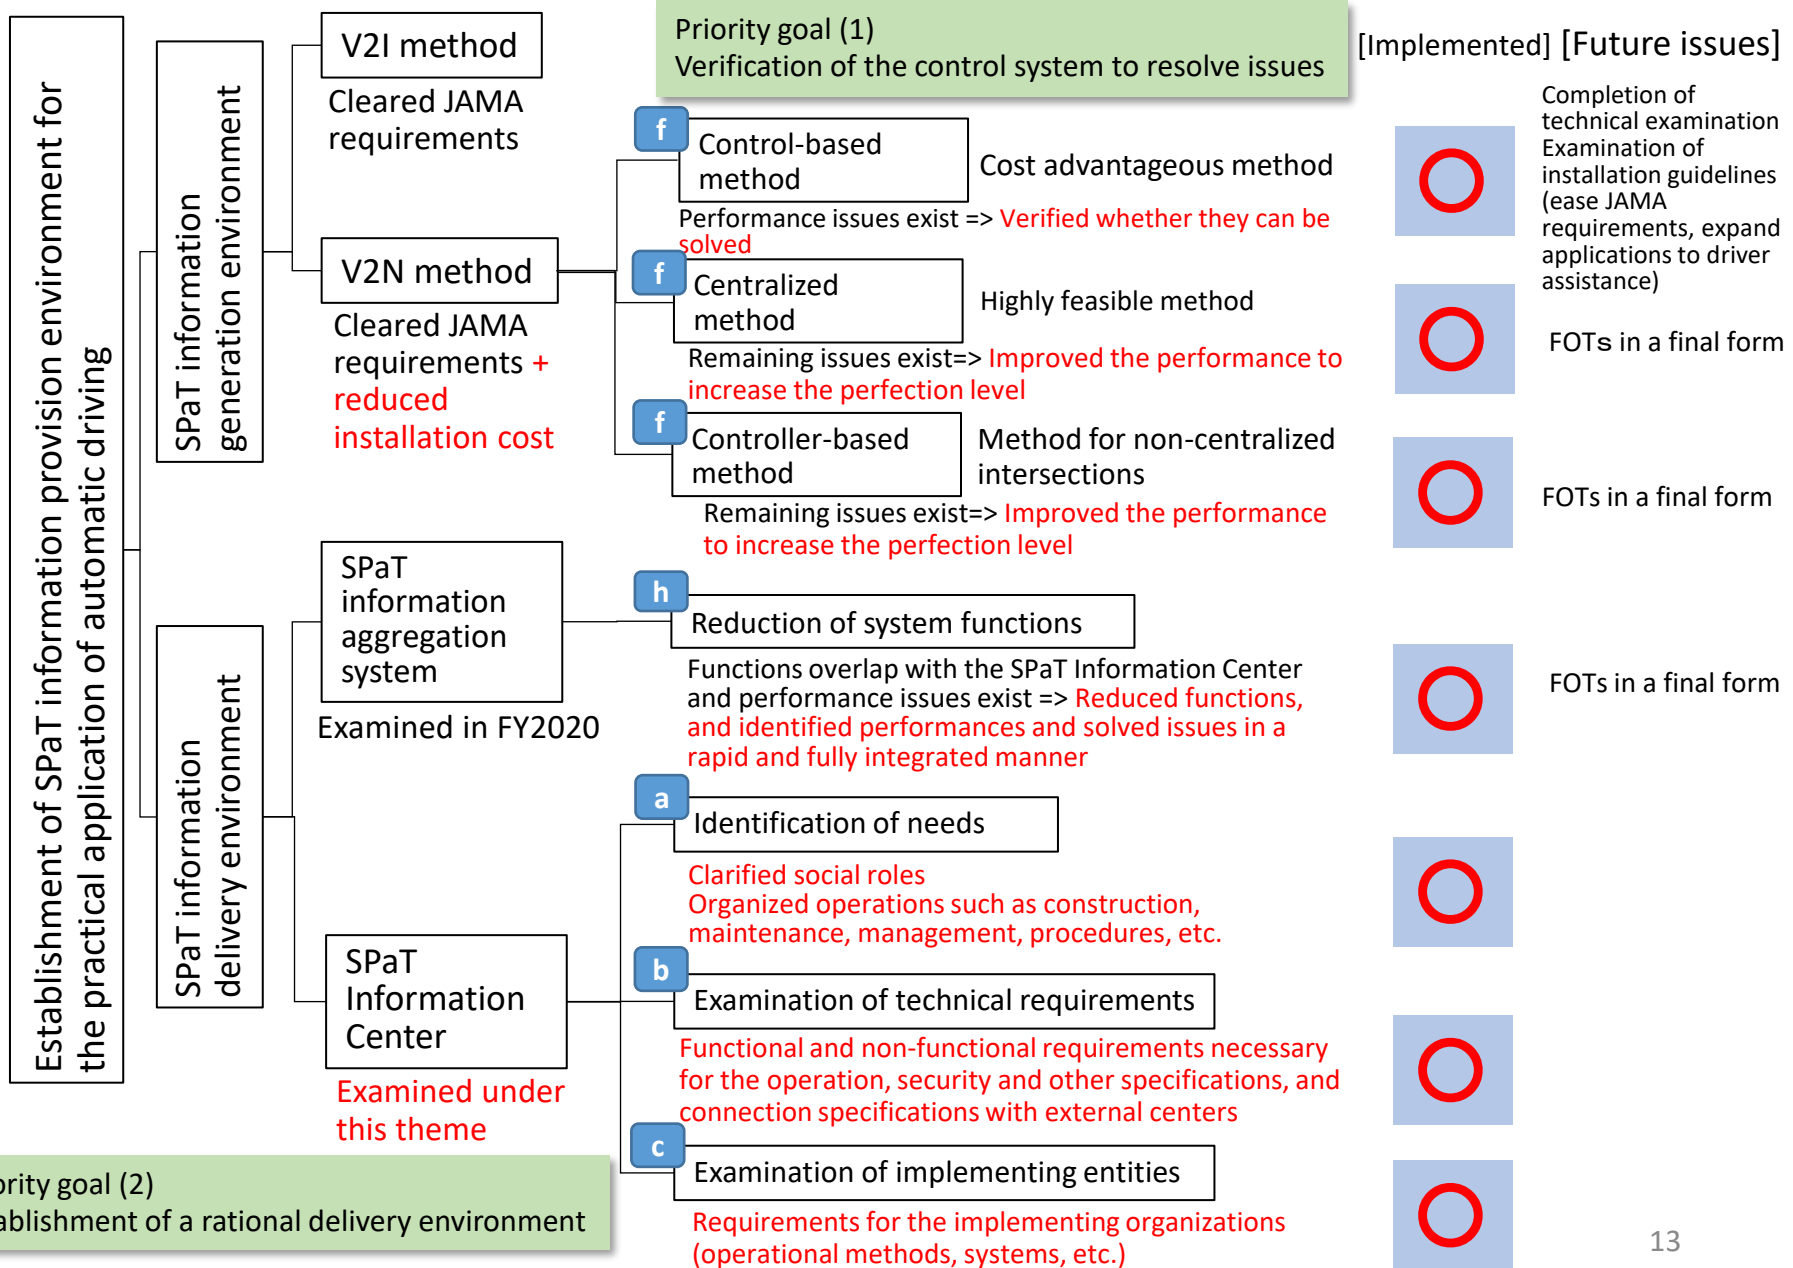 Establishment of SPaT information provision environment for
the practical application of automatic driving
SPaT information
generation environment
V2I method
Cleared JAMA
requirements
V2N method
Cleared JAMA
requirements +
reduced
installation cost
Priority goal (1)
Verification of the control system to resolve issues
[Implemented] [Future issues]
f
Control-based
method
Cost advantageous method
Performance issues exist => Verified whether they can be
solved
Completion of
technical examination
Examination of
installation guidelines
(ease JAMA
requirements, expand
applications to driver
assistance)
f
Centralized
method
Highly feasible method
Remaining issues exist=> Improved the performance to
increase the perfection level
FOTs in a final form
f
Controller-based
method
Method for non-centralized
intersections
Remaining issues exist=> Improved the performance
to increase the perfection level
FOTs in a final form
SPaT information
delivery environment
SPaT
information
aggregation
system
Examined in FY2020
h
Reduction of system functions
Functions overlap with the SPaT Information Center
and performance issues exist => Reduced functions,
and identified performances and solved issues in a
rapid and fully integrated manner
FOTs in a final form
SPaT
Information
Center
Examined under
this theme
a
Identification of needs
Clarified social roles
Organized operations such as construction,
maintenance, management, procedures, etc.
b
Examination of technical requirements
Functional and non-functional requirements necessary
for the operation, security and other specifications, and
connection specifications with external centers
c
Examination of implementing entities
Requirements for the implementing organizations
(operational methods, systems, etc.)
ority goal (2)
ablishment of a rational delivery environment
13